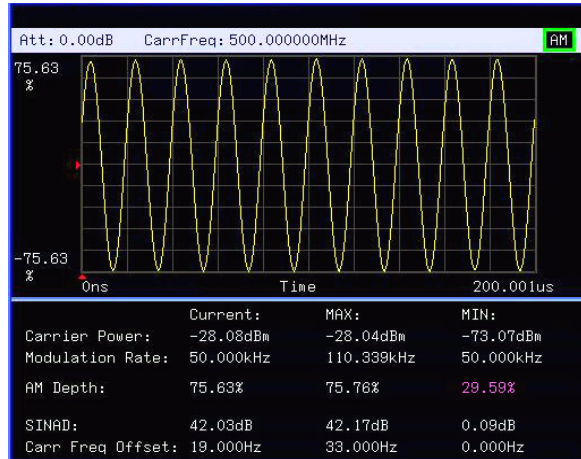 Att: 0.00dB CarrFreq: 500.000000MHz AM
75.63
%
-75.63
%
0ns Time 200.001us
Current: MAX: MIN:
Carrier Power: -28.08dBm -28.04dBm -73.07dBm
Modulation Rate: 50.000kHz 110.339kHz 50.000kHz
AM Depth: 75.63% 75.76% 29.59%
SINAD: 42.03dB 42.17dB 0.09dB
Carr Freq Offset: 19.000Hz 33.000Hz 0.000Hz